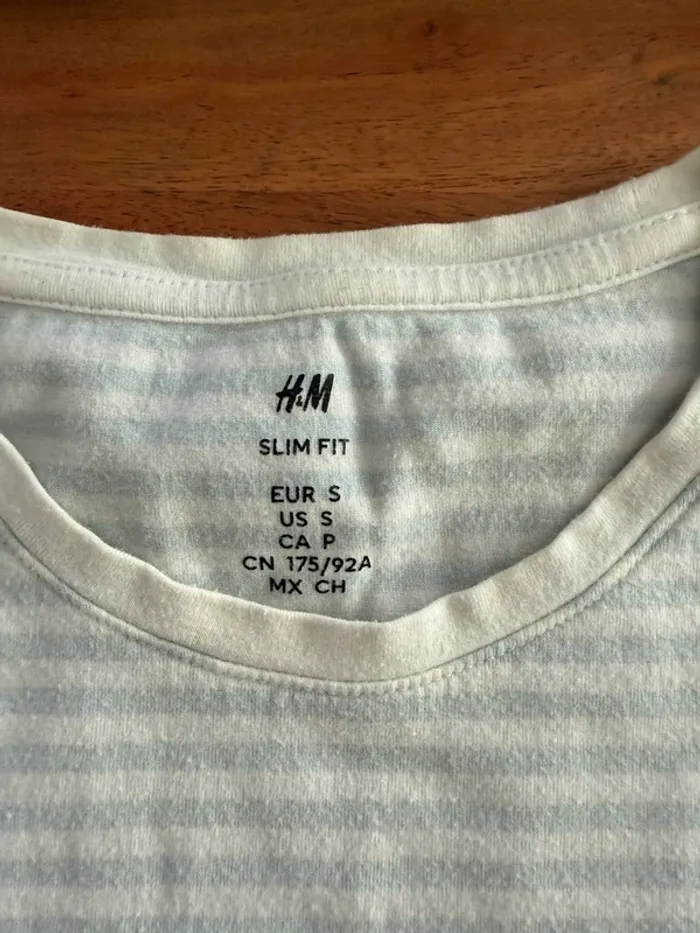 H&M
SLIM FIT
EUR S
US S
CA P
CN 175/92A
MX CH